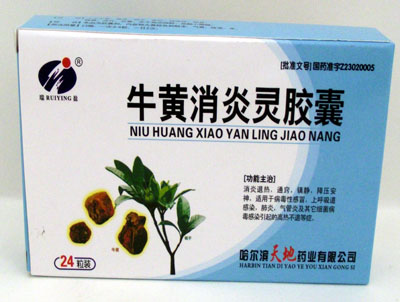 [批准文号] 国药准字Z23020005
®
瑞 RUIYING 盈
牛黄消炎灵胶囊
NIU HUANG XIAO YAN LING JIAO NANG
[功能主治]
消炎退热，通窍，镇静，降压安
神，适用于病毒性感冒，上呼吸道
感染，肺炎，气管炎及其它细菌病
毒感染引起的高热不退等症。
牛黄
栀子
24粒装
哈尔滨天地药业有限公司
HARBIN TIAN DI YAO YE YOU XIAN GONG SI